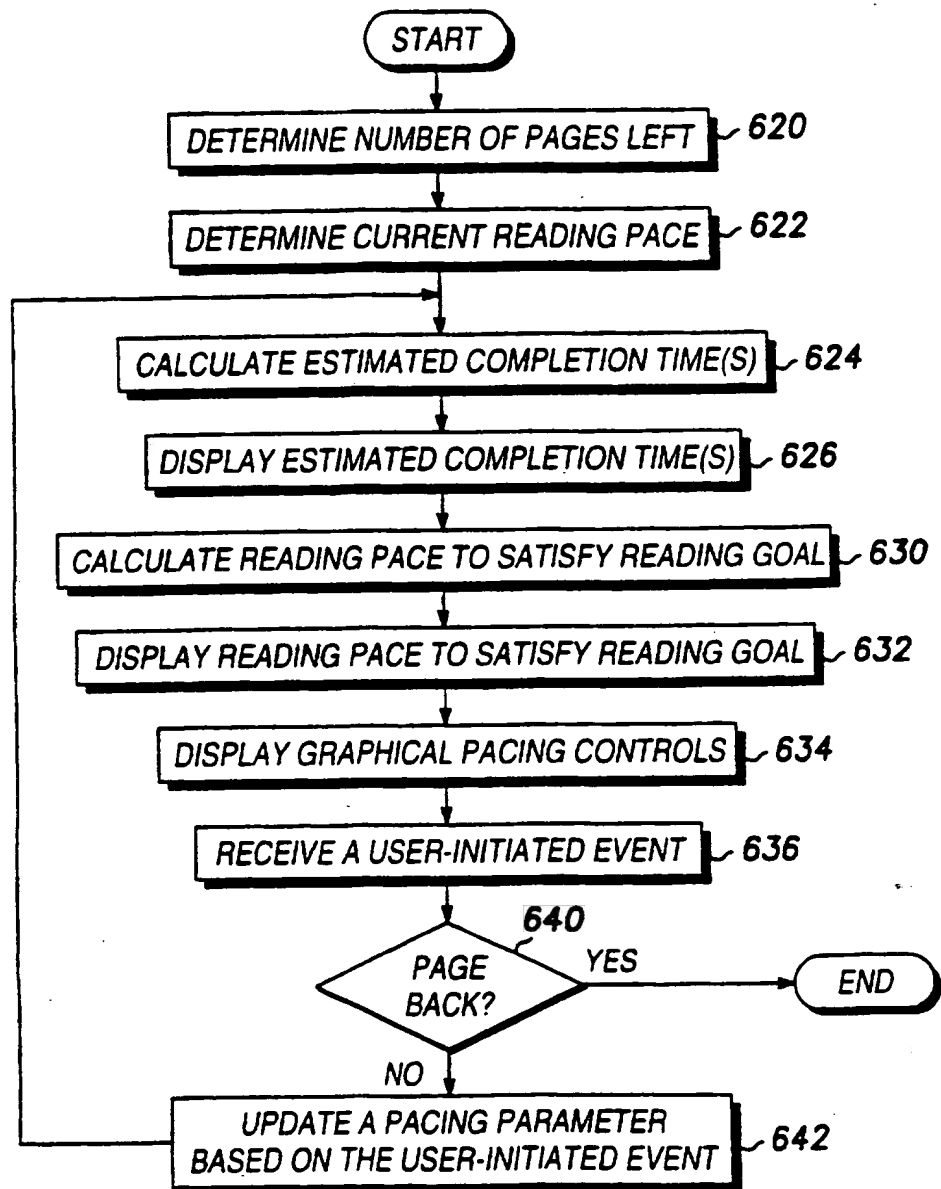 START
DETERMINE NUMBER OF PAGES LEFT 620
DETERMINE CURRENT READING PACE 622
CALCULATE ESTIMATED COMPLETION TIME(S) 624
DISPLAY ESTIMATED COMPLETION TIME(S) 626
CALCULATE READING PACE TO SATISFY READING GOAL 630
DISPLAY READING PACE TO SATISFY READING GOAL 632
DISPLAY GRAPHICAL PACING CONTROLS 634
RECEIVE A USER-INITIATED EVENT 636
640
PAGE
BACK?
YES
END
NO
UPDATE A PACING PARAMETER
BASED ON THE USER-INITIATED EVENT 642